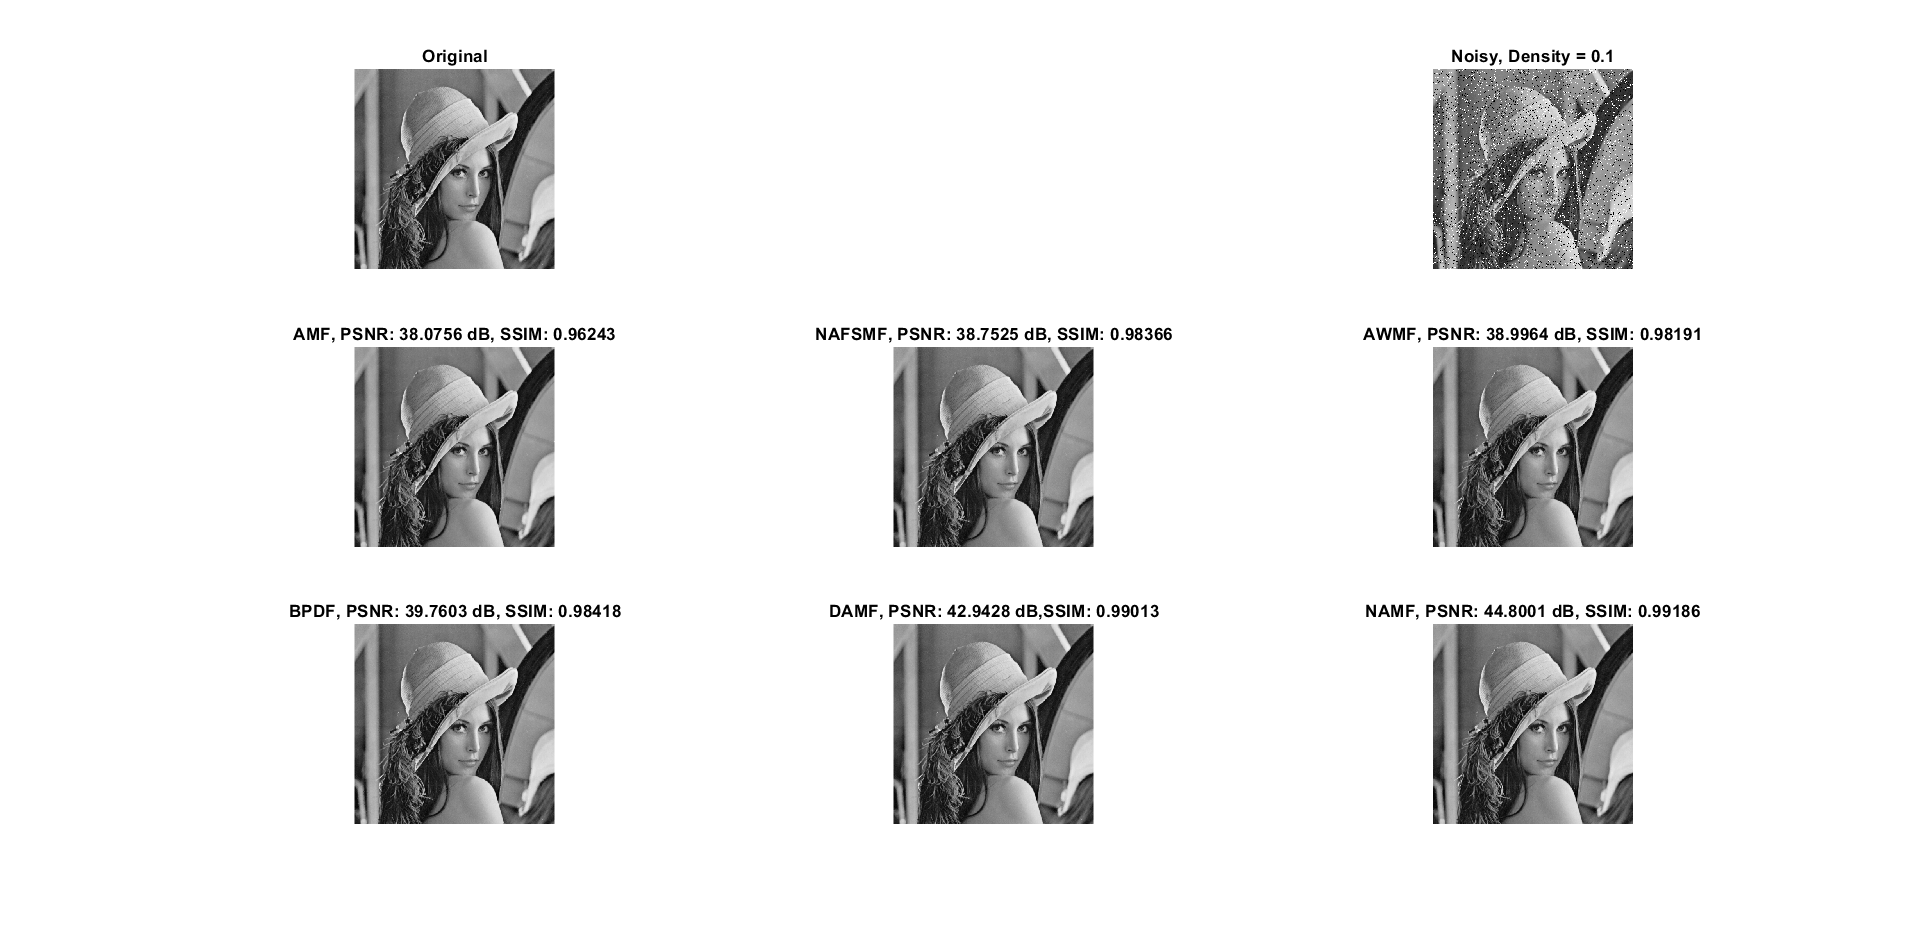 Original
Noisy, Density = 0.1
AMF, PSNR: 38.0756 dB, SSIM: 0.96243
NAFSMF, PSNR: 38.7525 dB, SSIM: 0.98366
AWMF, PSNR: 38.9964 dB, SSIM: 0.98191
BPDF, PSNR: 39.7603 dB, SSIM: 0.98418
DAMF, PSNR: 42.9428 dB,SSIM: 0.99013
NAMF, PSNR: 44.8001 dB, SSIM: 0.99186